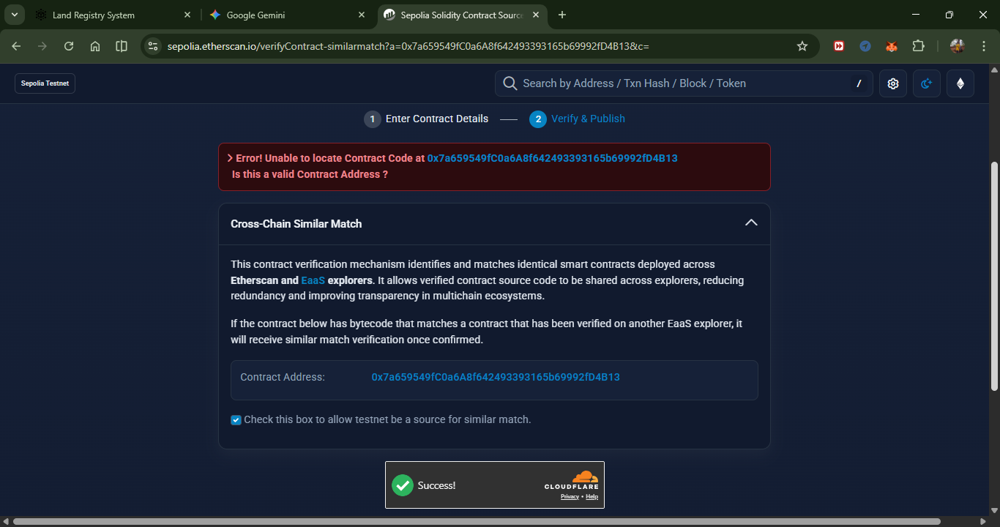 Land Registry System
Google Gemini
Sepolia Solidity Contract Source
sepolia.etherscan.io/verifyContract-similarmatch?a=0x7a659549fC0a6A8f642493393165b69992fD4B13&c=
Sepolia Testnet
Search by Address / Txn Hash / Block / Token
/
1 Enter Contract Details
2 Verify & Publish
Error! Unable to locate Contract Code at 0x7a659549fC0a6A8f642493393165b69992fD4B13
Is this a valid Contract Address ?
Cross-Chain Similar Match
This contract verification mechanism identifies and matches identical smart contracts deployed across
Etherscan and EaaS explorers. It allows verified contract source code to be shared across explorers, reducing
redundancy and improving transparency in multichain ecosystems.
If the contract below has bytecode that matches a contract that has been verified on another EaaS explorer, it
will receive similar match verification once confirmed.
Contract Address: 0x7a659549fC0a6A8f642493393165b69992fD4B13
Check this box to allow testnet be a source for similar match.
Success!
CLOUDFLARE
Privacy • Help